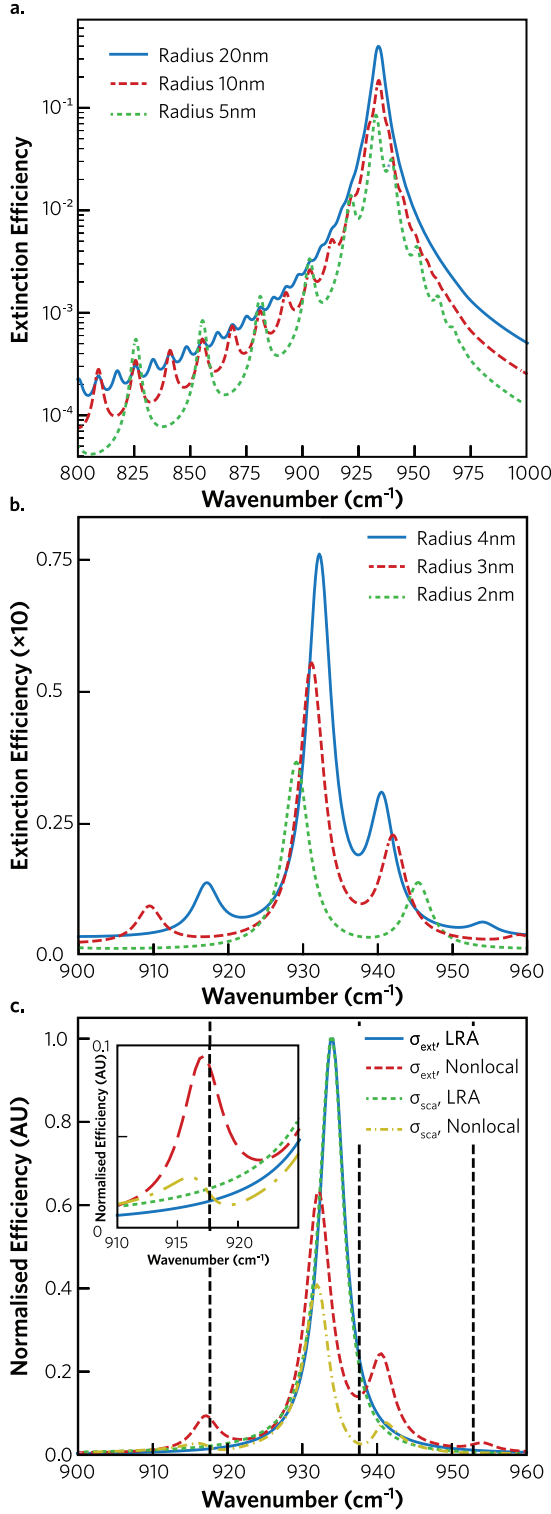 a.
Radius 20nm
Radius 10nm
Radius 5nm
Extinction Efficiency
10⁻¹
10⁻²
10⁻³
10⁻⁴
800 825 850 875 900 925 950 975 1000
Wavenumber (cm⁻¹)
b.
Radius 4nm
Radius 3nm
Radius 2nm
Extinction Efficiency (×10)
0.75
0.5
0.25
0.0
900 910 920 930 940 950 960
Wavenumber (cm⁻¹)
c.
σext, LRA
σext, Nonlocal
σsca, LRA
σsca, Nonlocal
Normalised Efficiency (AU)
1.0
0.8
0.6
0.4
0.2
0.0
900 910 920 930 940 950 960
Wavenumber (cm⁻¹)
Normalised Efficiency (AU)
0.1
0
910 915 920
Wavenumber (cm⁻¹)